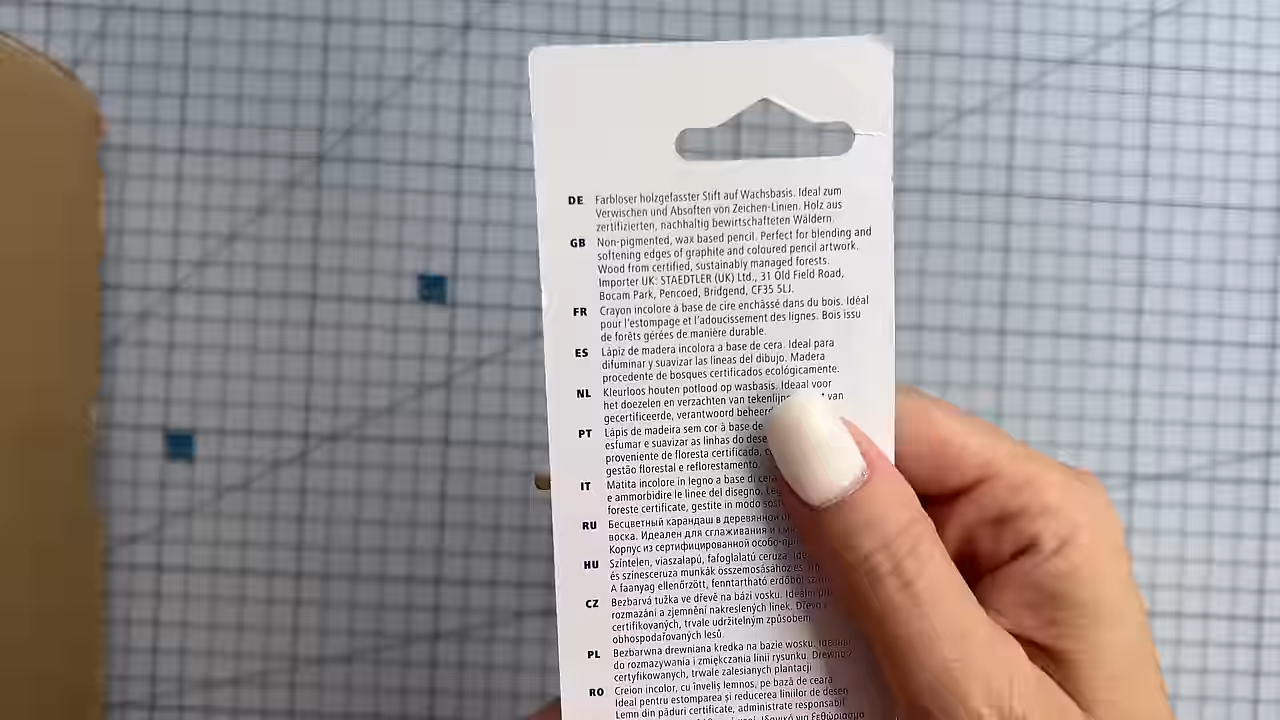 DE Farbloser holzgefasster Stift auf Wachsbasis. Ideal zum
Verwischen und Absoften von Zeichen-Linien. Holz aus
zertifizierten, nachhaltig bewirtschafteten Wäldern.
GB Non-pigmented, wax based pencil. Perfect for blending and
softening edges of graphite and coloured pencil artwork.
Wood from certified, sustainably managed forests.
Importer UK: STAEDTLER (UK) Ltd., 31 Old Field Road,
Bocam Park, Pencoed, Bridgend, CF35 5LJ.
FR Crayon incolore à base de cire enchâssé dans du bois. Idéal
pour l'estompage et l'adoucissement des lignes. Bois issu
de forêts gérées de manière durable.
ES Lápiz de madera incolora a base de cera. Ideal para
difuminar y suavizar las líneas del dibujo. Madera
procedente de bosques certificados ecológicamente.
NL Kleurloos houten potlood op wasbasis. Ideaal voor
het doezelen en verzachten van van
gecertificeerde, verantwoord
PT Lápis de madeira sem cor à base de
esfumar e suavizar as linhas do
proveniente de floresta certificada,
gestão florestal e reflorestamento.
IT Matita incolore in legno a base di cera
e ammorbidire le linee del disegno.
foreste certificate, gestite in modo
RU Бесцветный карандаш в деревянной
воска. Идеален для сглаживания и
Корпус из сертифицированной
HU Színtelen, viaszalapú, fafoglalatú ceruza.
és színesceruza munkák összemosásához és
A faanyag ellenőrzött, fenntartható erdőből
CZ Bezbarvá tužka ve dřevě na bázi vosku. Ideální
rozmazání a zjemnění nakreslených linek. Dřevo
certifikovaných, trvale udržitelným způsobem
obhospodařovaných lesů.
PL Bezbarwna drewniana kredka na bazie wosku.
do rozmazywania i zmiękczania linii rysunku. Drewno
certyfikowanych, trwale zalesianych plantacji
RO Creion incolor, cu înveliș lemnos, pe bază de ceara
Ideal pentru estomparea și reducerea liniilor de desen
Lemn din păduri certificate, administrate responsabil